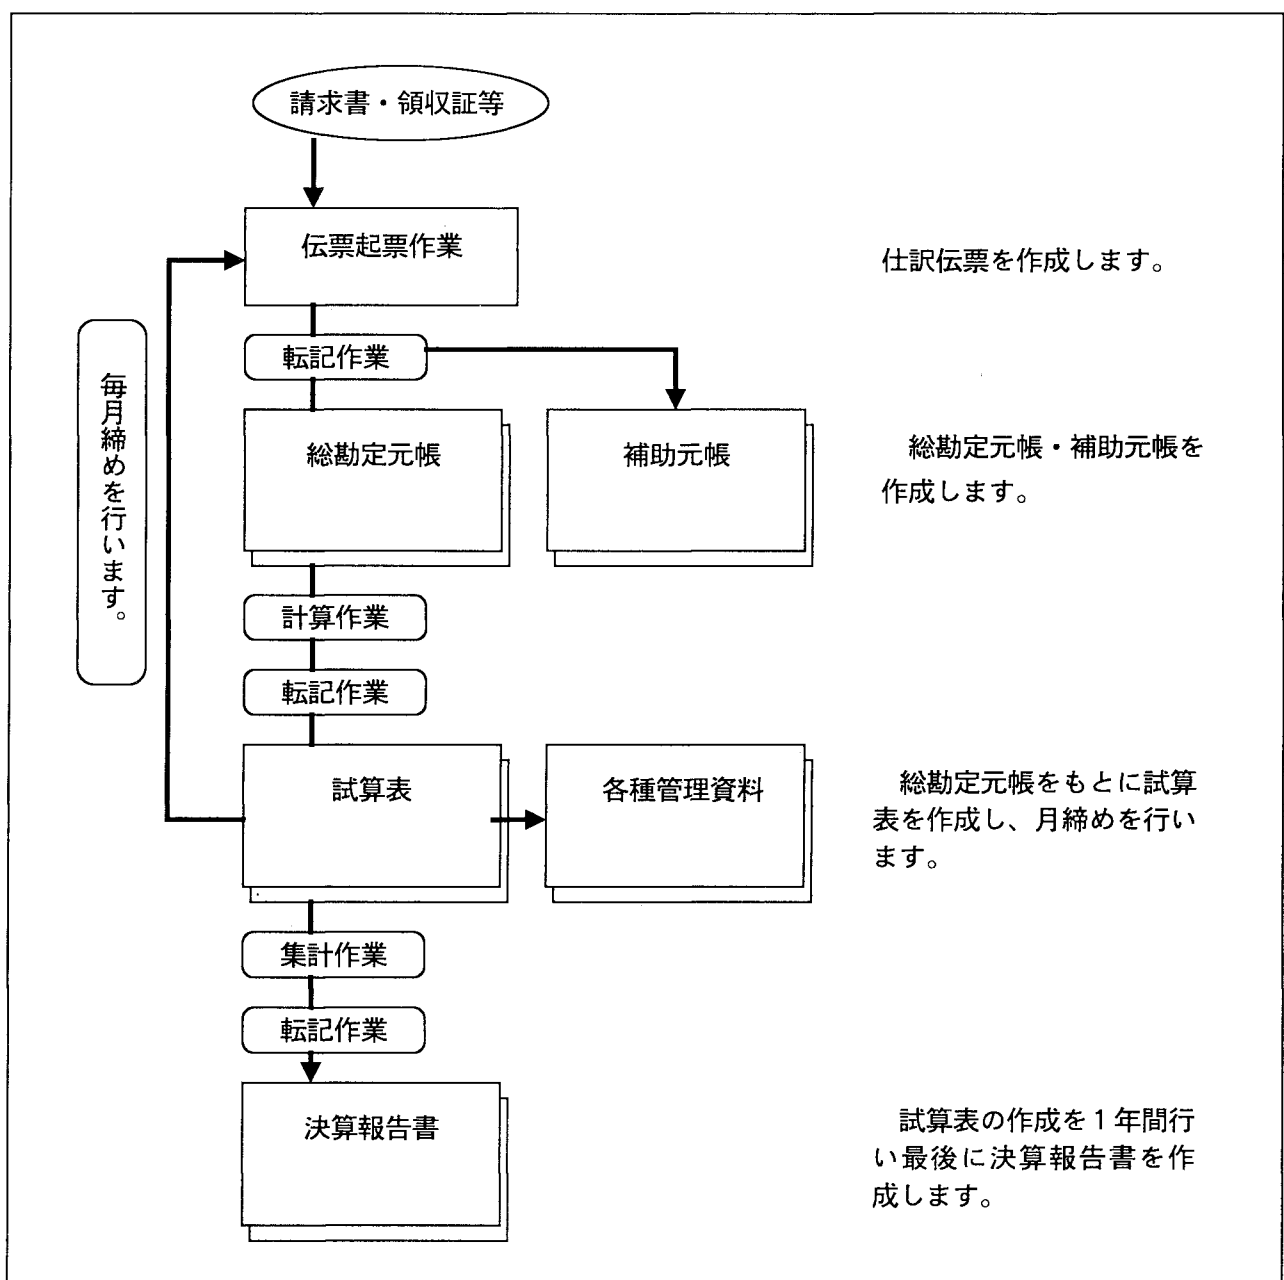 請求書・領収証等
伝票起票作業
仕訳伝票を作成します。
毎月締めを行います。
転記作業
総勘定元帳
補助元帳
総勘定元帳・補助元帳を
作成します。
計算作業
転記作業
試算表
各種管理資料
総勘定元帳をもとに試算
表を作成し、月締めを行い
ます。
集計作業
転記作業
決算報告書
試算表の作成を1年間行
い最後に決算報告書を作
成します。